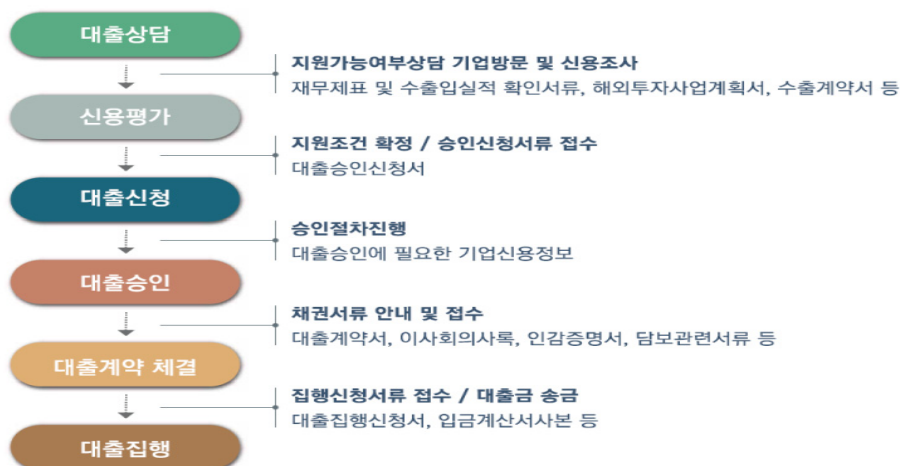 대출상담
지원가능여부상담 기업방문 및 신용조사
재무제표 및 수출입실적 확인서류, 해외투자사업계획서, 수출계약서 등
신용평가
지원조건 확정 / 승인신청서류 접수
대출승인신청서
대출신청
승인절차진행
대출승인에 필요한 기업신용정보
대출승인
채권서류 안내 및 접수
대출계약서, 이사회의사록, 인감증명서, 담보관련서류 등
대출계약 체결
집행신청서류 접수 / 대출금 송금
대출집행신청서, 입금계산서사본 등
대출집행